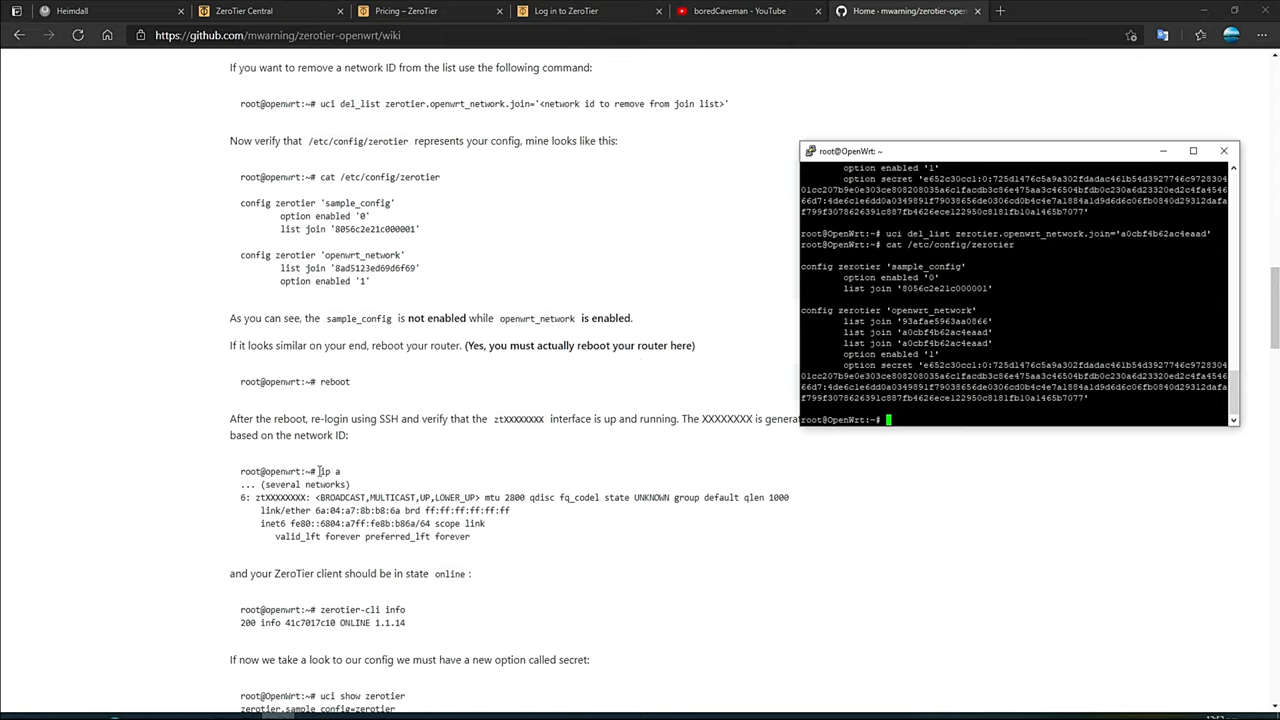 Heimdall
ZeroTier Central
Pricing – ZeroTier
Log in to ZeroTier
boredCaveman - YouTube
Home · mwarning/zerotier-open
https://github.com/mwarning/zerotier-openwrt/wiki
If you want to remove a network ID from the list use the following command:
root@openwrt:~# uci del_list zerotier.openwrt_network.join='<network id to remove from join list>'
Now verify that /etc/config/zerotier represents your config, mine looks like this:
root@openwrt:~# cat /etc/config/zerotier
config zerotier 'sample_config'
option enabled '0'
list join '8056c2e21c000001'
config zerotier 'openwrt_network'
list join '8ad5123ed69d6f69'
option enabled '1'
As you can see, the sample_config is not enabled while openwrt_network is enabled.
If it looks similar on your end, reboot your router. (Yes, you must actually reboot your router here)
root@openwrt:~# reboot
After the reboot, re-login using SSH and verify that the ztXXXXXXXX interface is up and running. The XXXXXXXX is genera
based on the network ID:
root@openwrt:~# ip a
... (several networks)
6: ztXXXXXXXX: <BROADCAST,MULTICAST,UP,LOWER_UP> mtu 2800 qdisc fq_codel state UNKNOWN group default qlen 1000
link/ether 6a:04:a7:8b:b8:6a brd ff:ff:ff:ff:ff:ff
inet6 fe80::6804:a7ff:fe8b:b86a/64 scope link
valid_lft forever preferred_lft forever
and your ZeroTier client should be in state online :
root@openwrt:~# zerotier-cli info
200 info 41c7017c10 ONLINE 1.1.14
If now we take a look to our config we must have a new option called secret:
root@OpenWrt:~# uci show zerotier
zerotier.sample_config=zerotier
root@OpenWrt: ~
option enabled '1'
option secret
root@OpenWrt:~# uci del_list zerotier.openwrt_network.join='a0cbf4b62ac4eaad'
root@OpenWrt:~# cat /etc/config/zerotier
config zerotier 'sample_config'
option enabled '0'
list join '8056c2e21c000001'
config zerotier 'openwrt_network'
list join '93afae5963aa0866'
list join 'a0cbf4b62ac4eaad'
list join 'a0cbf4b62ac4eaad'
option enabled '1'
option secret
root@OpenWrt:~#